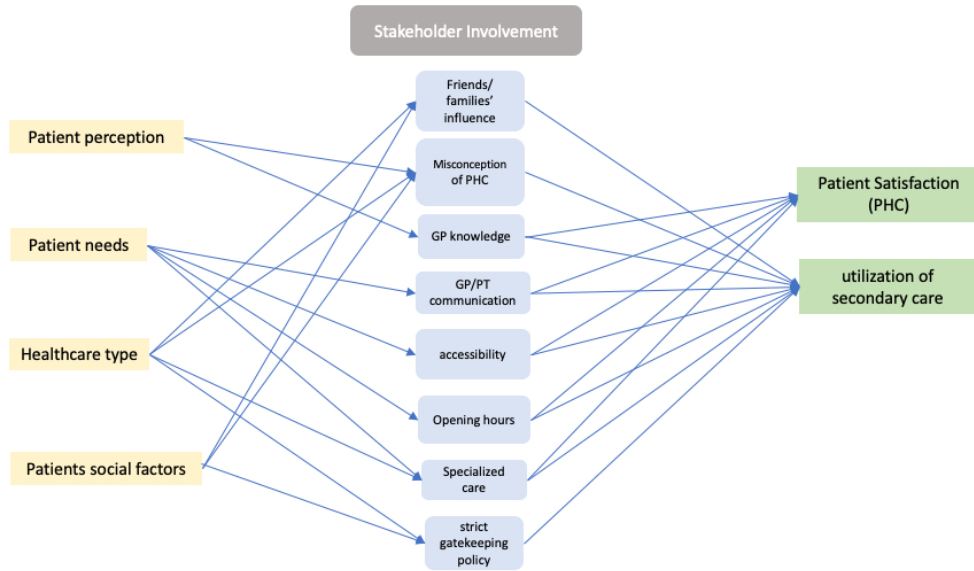 Stakeholder Involvement
Friends/
families’
influence
Patient perception
Misconception
of PHC
Patient Satisfaction
(PHC)
GP knowledge
Patient needs
GP/PT
communication
utilization of
secondary care
Healthcare type
accessibility
Opening hours
Patients social factors
Specialized
care
strict
gatekeeping
policy